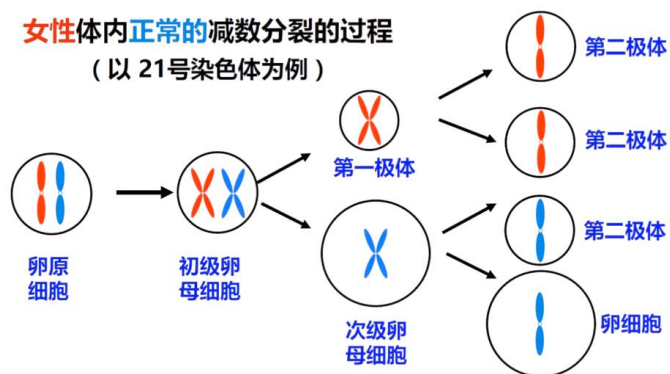 女性体内正常的减数分裂的过程
（以 21号染色体为例）
第二极体
第一极体
第二极体
卵原
细胞
初级卵
母细胞
第二极体
次级卵
母细胞
卵细胞